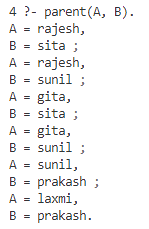 4 ?- parent(A, B).
A = rajesh,
B = sita ;
A = rajesh,
B = sunil ;
A = gita,
B = sita ;
A = gita,
B = sunil ;
A = sunil,
B = prakash ;
A = laxmi,
B = prakash.